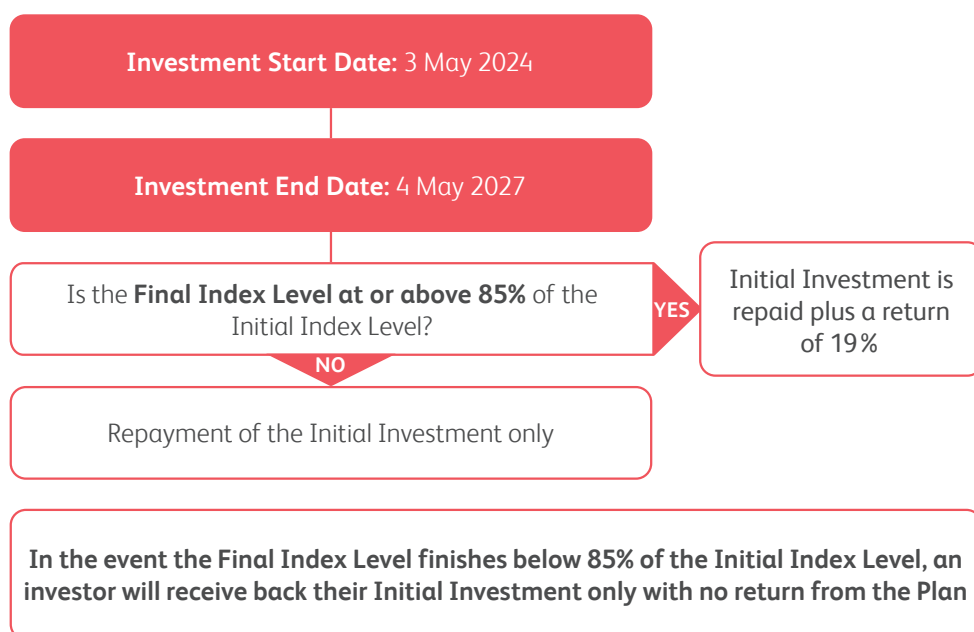 Investment Start Date: 3 May 2024
Investment End Date: 4 May 2027
Is the Final Index Level at or above 85% of the
Initial Index Level?
YES
Initial Investment is
repaid plus a return
of 19%
NO
Repayment of the Initial Investment only
In the event the Final Index Level finishes below 85% of the Initial Index Level, an
investor will receive back their Initial Investment only with no return from the Plan